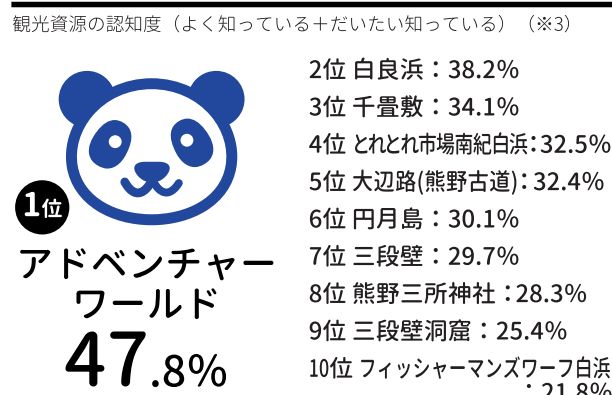 観光資源の認知度（よく知っている＋だいたい知っている）（※3）
1位
アドベンチャー
ワールド
47.8%
2位 白良浜：38.2%
3位 千畳敷：34.1%
4位 とれとれ市場南紀白浜：32.5%
5位 大辺路(熊野古道)：32.4%
6位 円月島：30.1%
7位 三段壁：29.7%
8位 熊野三所神社：28.3%
9位 三段壁洞窟：25.4%
10位 フィッシャーマンズワーフ白浜
：21.8%